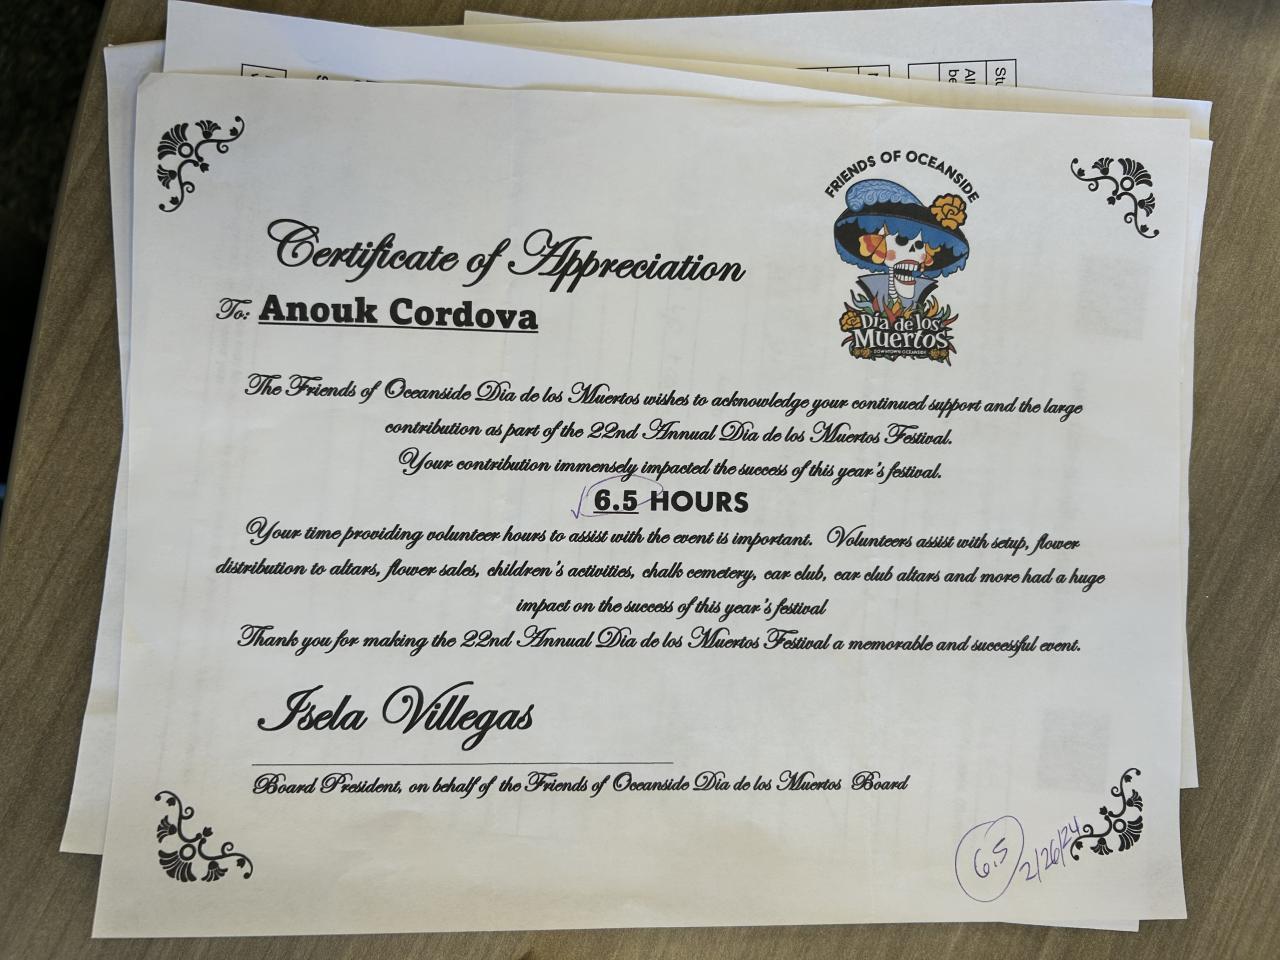 Stu
All
be
FRIENDS OF OCEANSIDE
Día de los
Muertos
DOWNTOWN OCEANSIDE
Certificate of Appreciation
To: Anouk Cordova
The Friends of Oceanside Dia de los Muertos wishes to acknowledge your continued support and the large
contribution as part of the 22nd Annual Dia de los Muertos Festival.
Your contribution immensely impacted the success of this year's festival.
6.5 HOURS
Your time providing volunteer hours to assist with the event is important. Volunteers assist with setup, flower
distribution to altars, flower sales, children's activities, chalk cemetery, car club, car club altars and more had a huge
impact on the success of this year's festival
Thank you for making the 22nd Annual Dia de los Muertos Festival a memorable and successful event.
Isela Villegas
Board President, on behalf of the Friends of Oceanside Dia de los Muertos Board
6.5 2/26/24